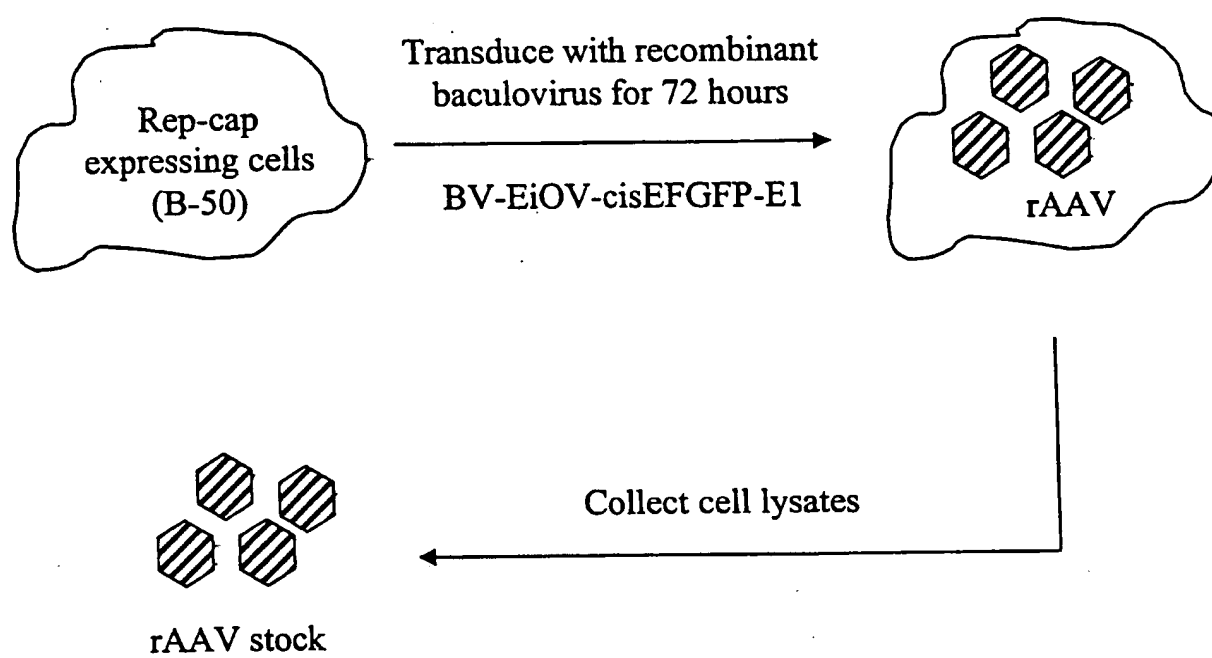 Rep-cap
expressing cells
(B-50)
Transduce with recombinant
baculovirus for 72 hours
BV-EiOV-cisEFGFP-E1
rAAV
Collect cell lysates
rAAV stock